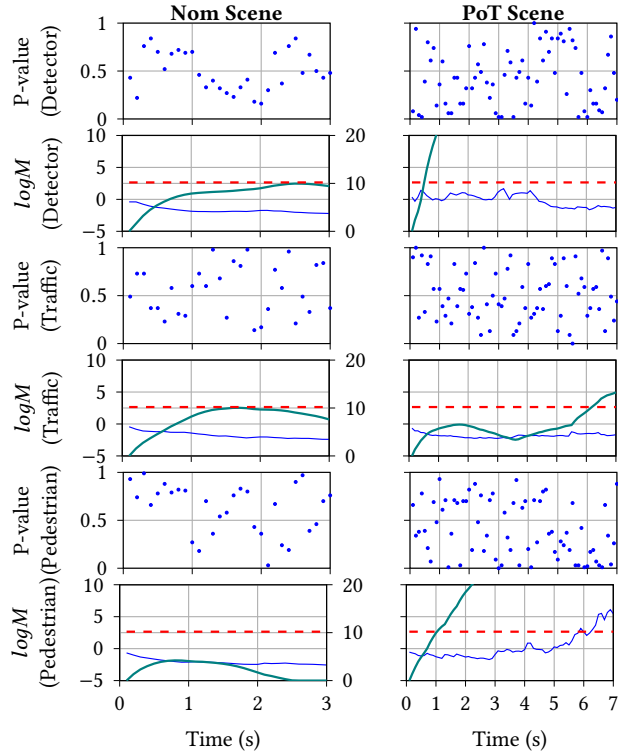 Nom Scene
PoT Scene
P-value
(Detector)
1
0.5
0
logM
(Detector)
10
5
0
−5
20
10
0
P-value
(Traffic)
1
0.5
0
logM
(Traffic)
10
5
0
−5
20
10
0
P-value
(Pedestrian)
1
0.5
0
logM
(Pedestrian)
10
5
0
−5
20
10
0
0 1 2 3
0 1 2 3 4 5 6 7
Time (s)
Time (s)